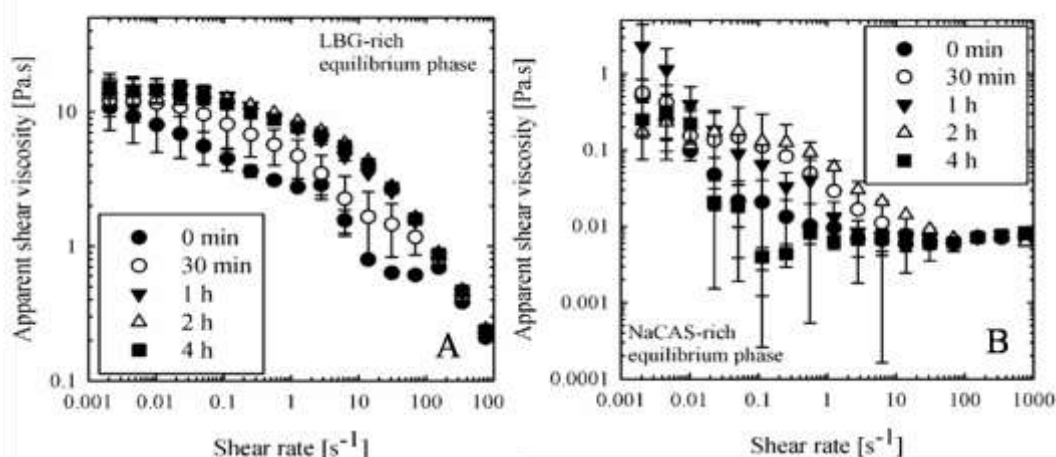 LBG-rich
equilibrium phase
Apparent shear viscosity [Pa.s]
10
1
0.1
0 min
30 min
1 h
2 h
4 h
A
0.001 0.01 0.1 1 10 100
Shear rate [s⁻¹]
0 min
30 min
1 h
2 h
4 h
Apparent shear viscosity [Pa.s]
1
0.1
0.01
0.001
0.0001
NaCAS-rich
equilibrium phase
B
0.001 0.01 0.1 1 10 100 1000
Shear rate [s⁻¹]